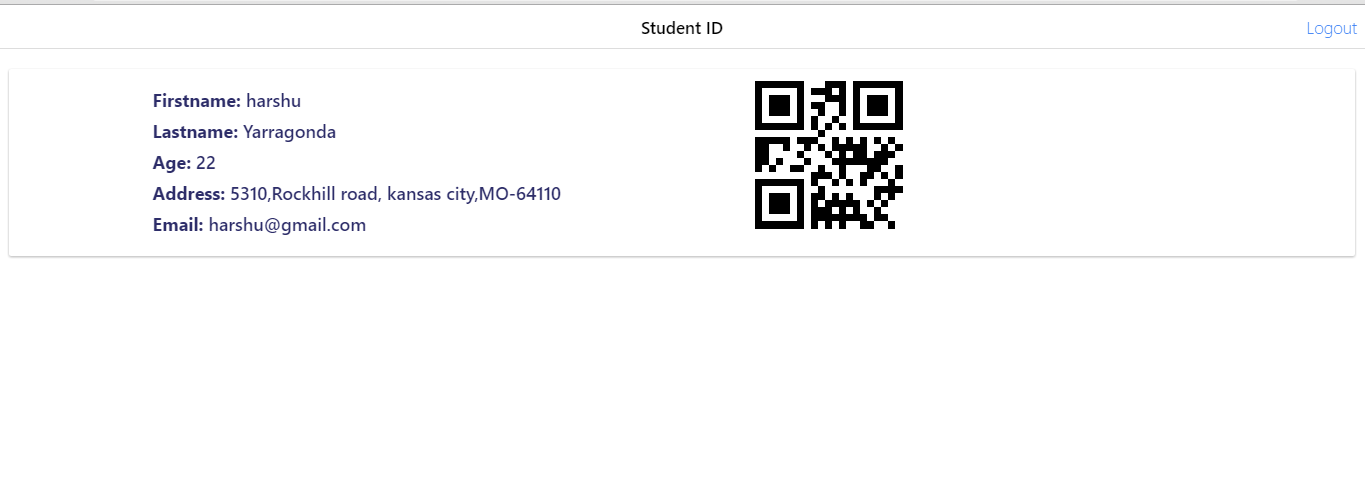 Student ID
Logout
Firstname: harshu
Lastname: Yarragonda
Age: 22
Address: 5310,Rockhill road, kansas city,MO-64110
Email: harshu@gmail.com